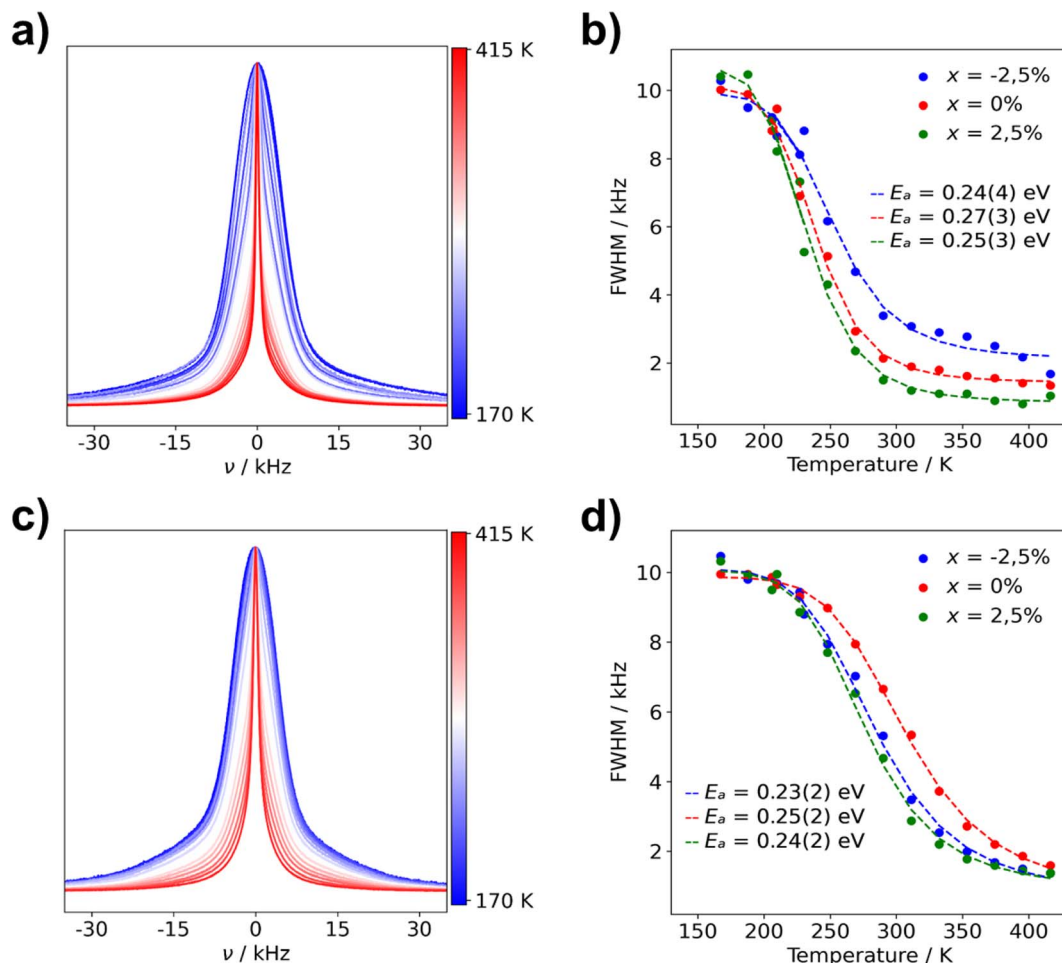 a)
415 K
170 K
-30 -15 0 15 30
ν / kHz
b)
FWHM / kHz
10
8
6
4
2
x = -2,5%
x = 0%
x = 2,5%
Eₐ = 0.24(4) eV
Eₐ = 0.27(3) eV
Eₐ = 0.25(3) eV
150 200 250 300 350 400
Temperature / K
c)
415 K
170 K
-30 -15 0 15 30
ν / kHz
d)
FWHM / kHz
10
8
6
4
2
x = -2,5%
x = 0%
x = 2,5%
Eₐ = 0.23(2) eV
Eₐ = 0.25(2) eV
Eₐ = 0.24(2) eV
150 200 250 300 350 400
Temperature / K